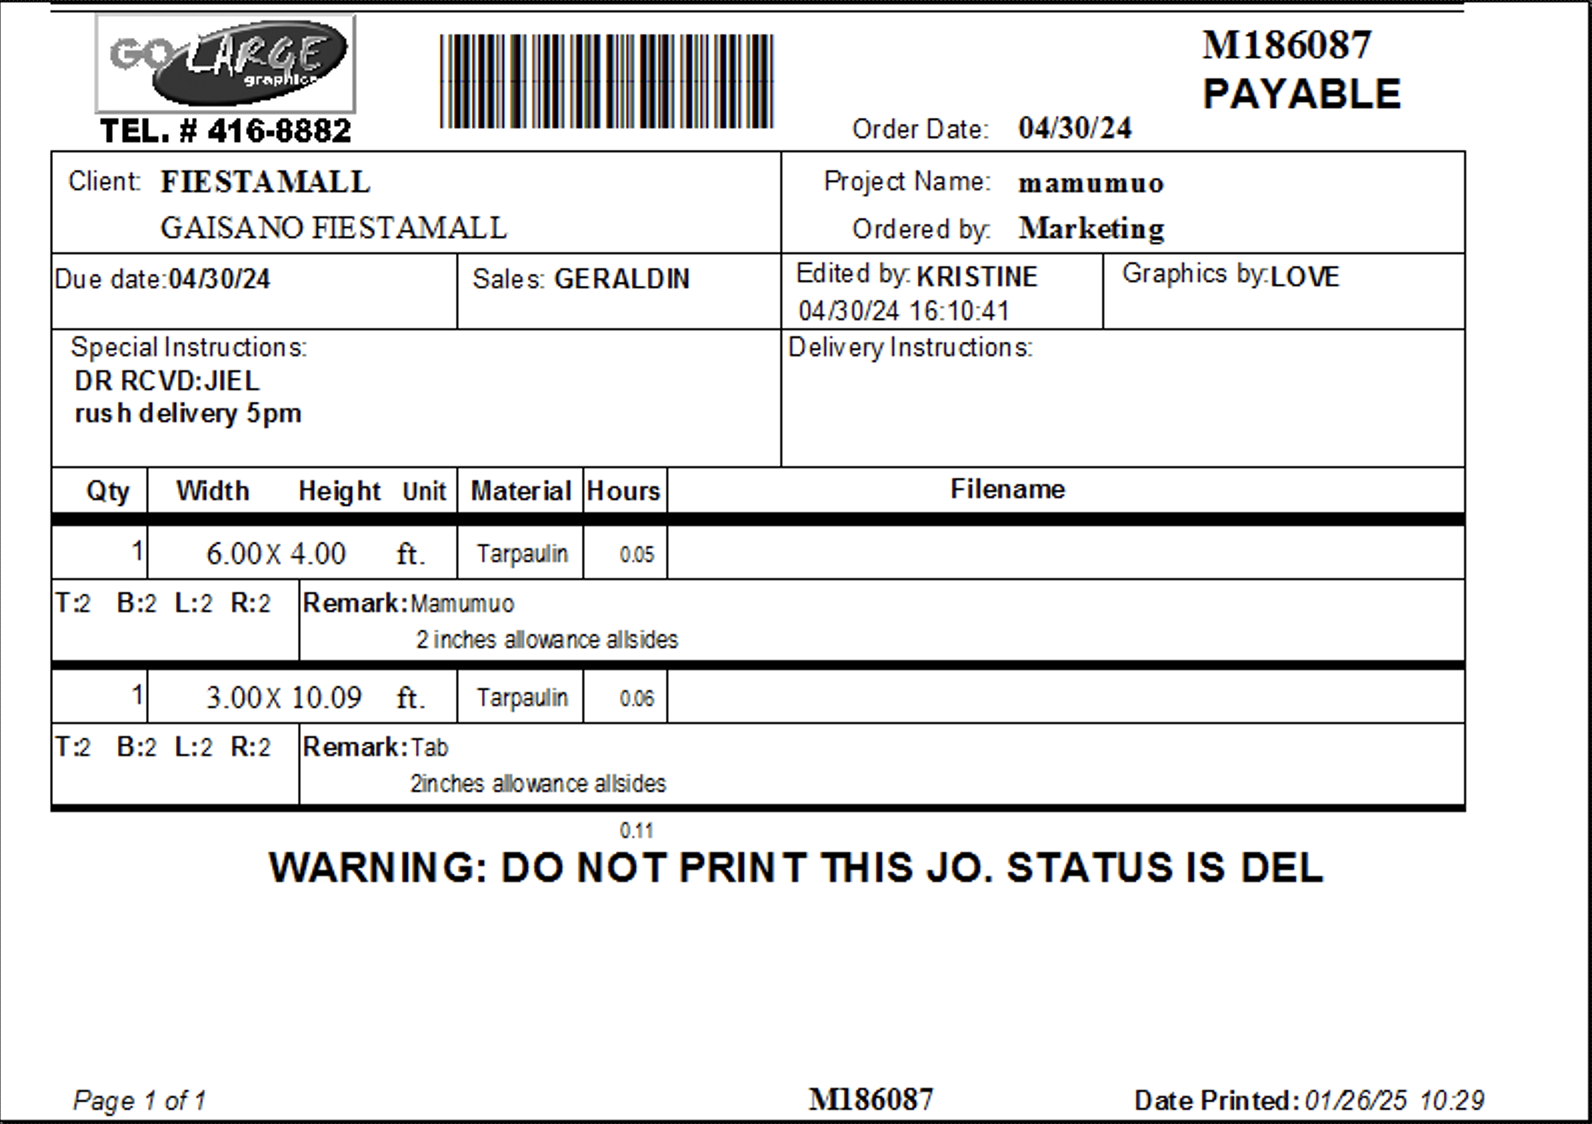 GO LARGE graphics
TEL. # 416-8882
M186087
PAYABLE
Order Date: 04/30/24
Client: FIESTAMALL
GAISANO FIESTAMALL
Project Name: mamumuo
Ordered by: Marketing
Due date:04/30/24
Sales: GERALDIN
Edited by: KRISTINE
04/30/24 16:10:41
Graphics by:LOVE
Special Instructions:
DR RCVD:JIEL
rush delivery 5pm
Delivery Instructions:
Qty Width Height Unit Material Hours Filename
1 6.00X 4.00 ft. Tarpaulin 0.05
T:2 B:2 L:2 R:2 Remark:Mamumuo
2 inches allowance allsides
1 3.00X 10.09 ft. Tarpaulin 0.06
T:2 B:2 L:2 R:2 Remark:Tab
2inches allowance allsides
0.11
WARNING: DO NOT PRINT THIS JO. STATUS IS DEL
Page 1 of 1 M186087 Date Printed: 01/26/25 10:29